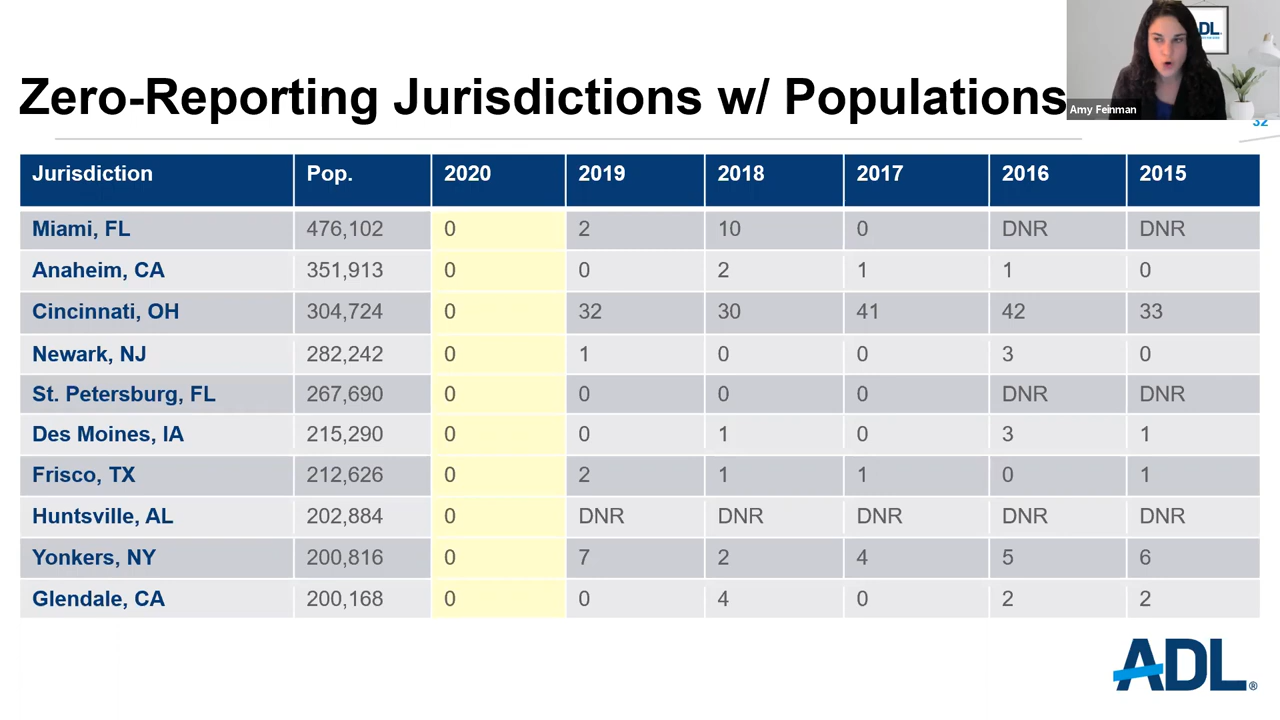 Zero-Reporting Jurisdictions w/ Populations
DL
Amy Feinman
32
Jurisdiction Pop. 2020 2019 2018 2017 2016 2015
Miami, FL 476,102 0 2 10 0 DNR DNR
Anaheim, CA 351,913 0 0 2 1 1 0
Cincinnati, OH 304,724 0 32 30 41 42 33
Newark, NJ 282,242 0 1 0 0 3 0
St. Petersburg, FL 267,690 0 0 0 0 DNR DNR
Des Moines, IA 215,290 0 0 1 0 3 1
Frisco, TX 212,626 0 2 1 1 0 1
Huntsville, AL 202,884 0 DNR DNR DNR DNR DNR
Yonkers, NY 200,816 0 7 2 4 5 6
Glendale, CA 200,168 0 0 4 0 2 2
ADL®